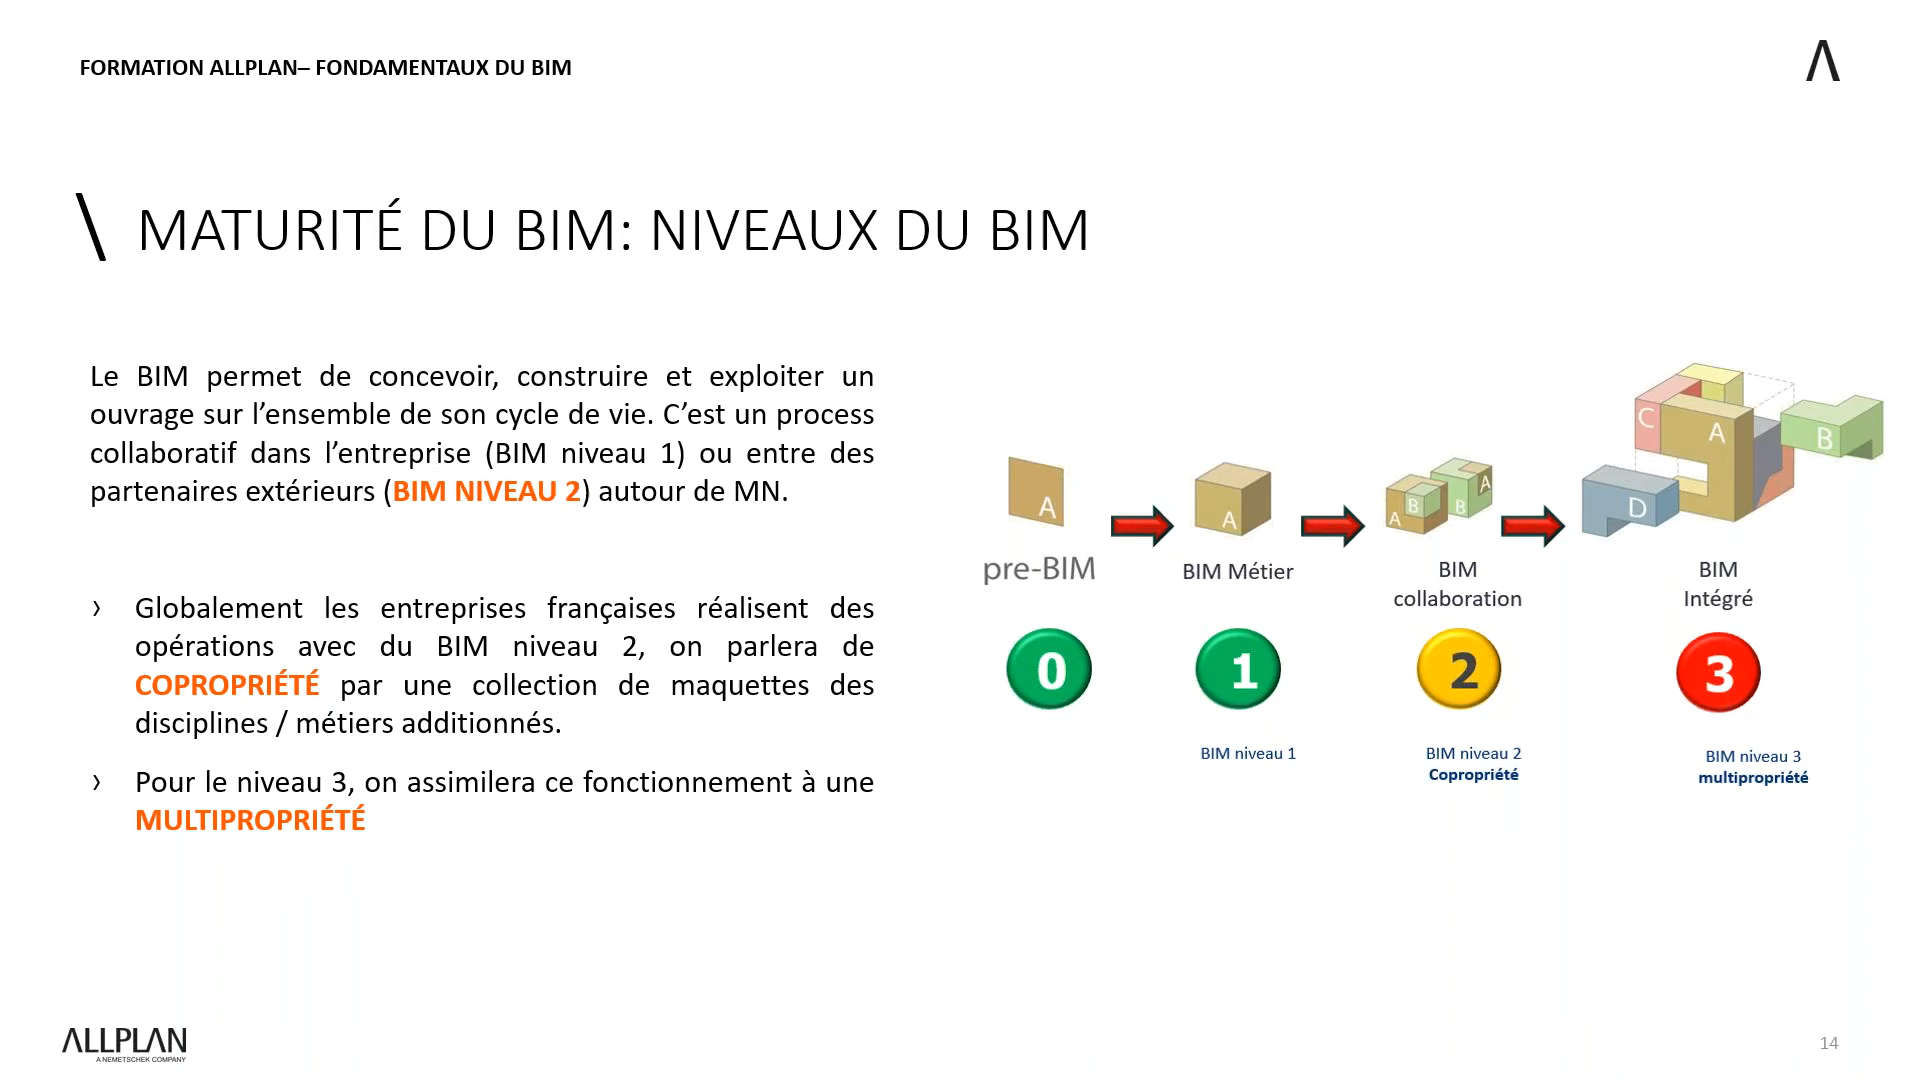 FORMATION ALLPLAN– FONDAMENTAUX DU BIM
\ MATURITÉ DU BIM: NIVEAUX DU BIM
Le BIM permet de concevoir, construire et exploiter un
ouvrage sur l’ensemble de son cycle de vie. C’est un process
collaboratif dans l’entreprise (BIM niveau 1) ou entre des
partenaires extérieurs (BIM NIVEAU 2) autour de MN.
› Globalement les entreprises françaises réalisent des
opérations avec du BIM niveau 2, on parlera de
COPROPRIÉTÉ par une collection de maquettes des
disciplines / métiers additionnés.
› Pour le niveau 3, on assimilera ce fonctionnement à une
MULTIPROPRIÉTÉ
A
pre-BIM
0
A
BIM Métier
1
BIM niveau 1
A B B A
BIM
collaboration
2
BIM niveau 2
Copropriété
C A B
D
BIM
Intégré
3
BIM niveau 3
multipropriété
ALLPLAN
A NEMETSCHEK COMPANY
14